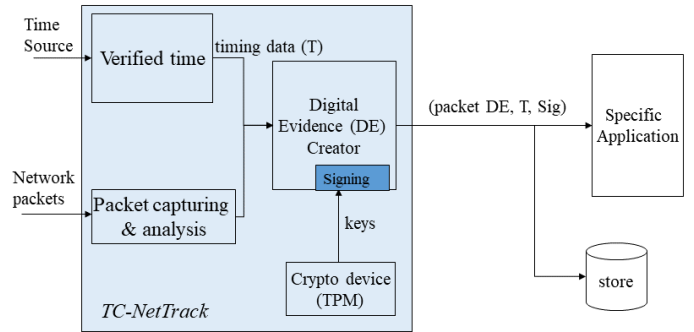 Time
Source
Verified time
timing data (T)
Digital
Evidence (DE)
Creator
Signing
(packet DE, T, Sig)
Specific
Application
Network
packets
Packet capturing
& analysis
keys
Crypto device
(TPM)
store
TC-NetTrack